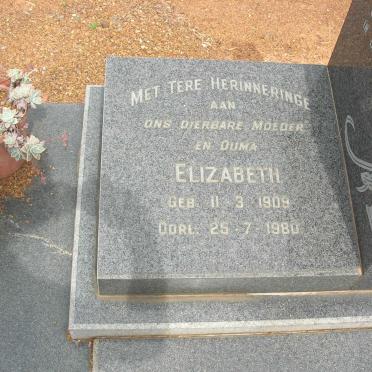 MET TERE HERINNERINGE
AAN
ONS DIERBARE MOEDER
EN OUMA
ELIZABETH
GEB. 11-3-1909
OORL. 25-7-1980